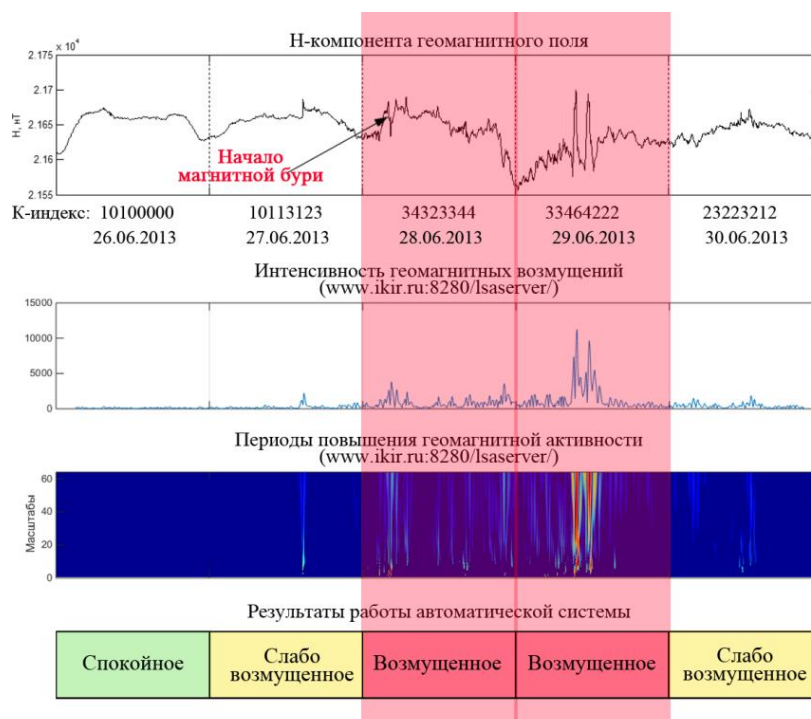 Н-компонента геомагнитного поля
x 10⁴
2.175
2.17
2.165
2.16
2.155
Н, нТ
Начало
магнитной бури
К-индекс: 10100000 10113123 34323344 33464222 23223212
26.06.2013 27.06.2013 28.06.2013 29.06.2013 30.06.2013
Интенсивность геомагнитных возмущений
(www.ikir.ru:8280/lsaserver/)
15000
10000
5000
0
Периоды повышения геомагнитной активности
(www.ikir.ru:8280/lsaserver/)
60
40
20
0
Масштабы
Результаты работы автоматической системы
Спокойное
Слабо
возмущенное
Возмущенное
Возмущенное
Слабо
возмущенное